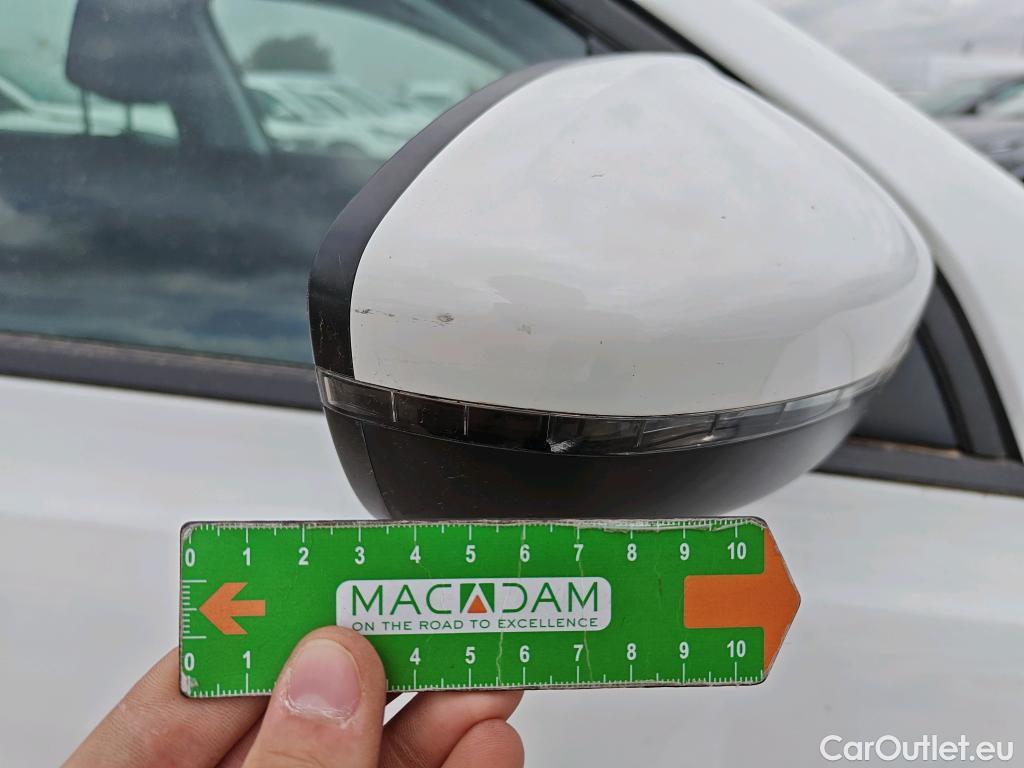 0 1 2 3 4 5 6 7 8 9 10
MACADAM
ON THE ROAD TO EXCELLENCE
0 1 4 5 6 7 8 9 10
CarOutlet.eu